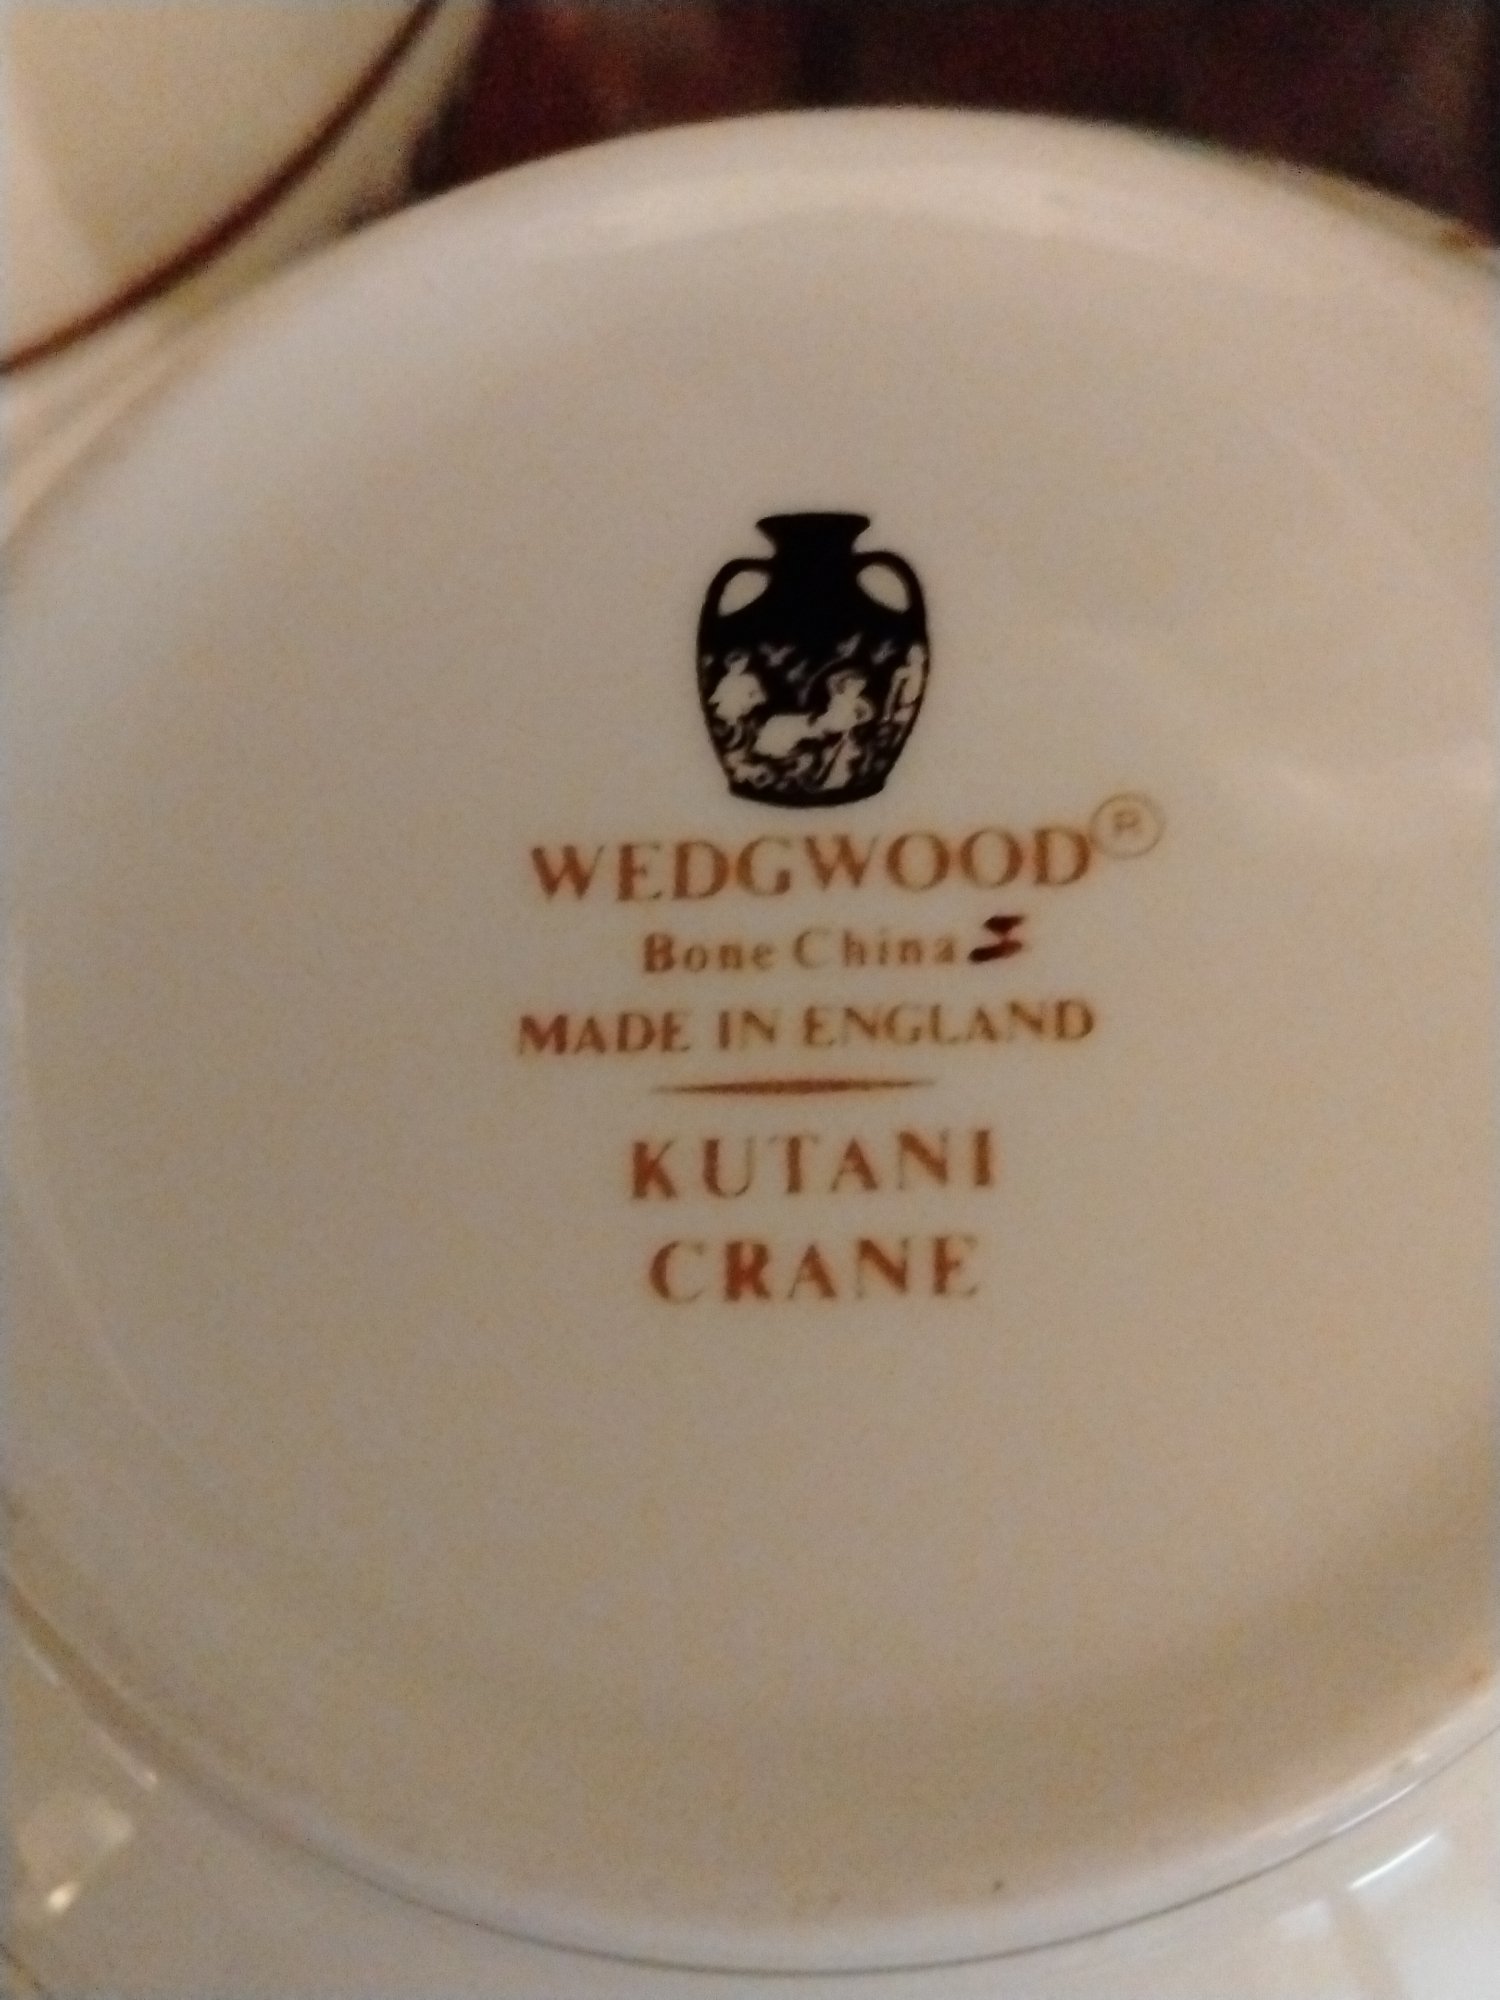 WEDGWOOD®
Bone China
MADE IN ENGLAND
KUTANI
CRANE